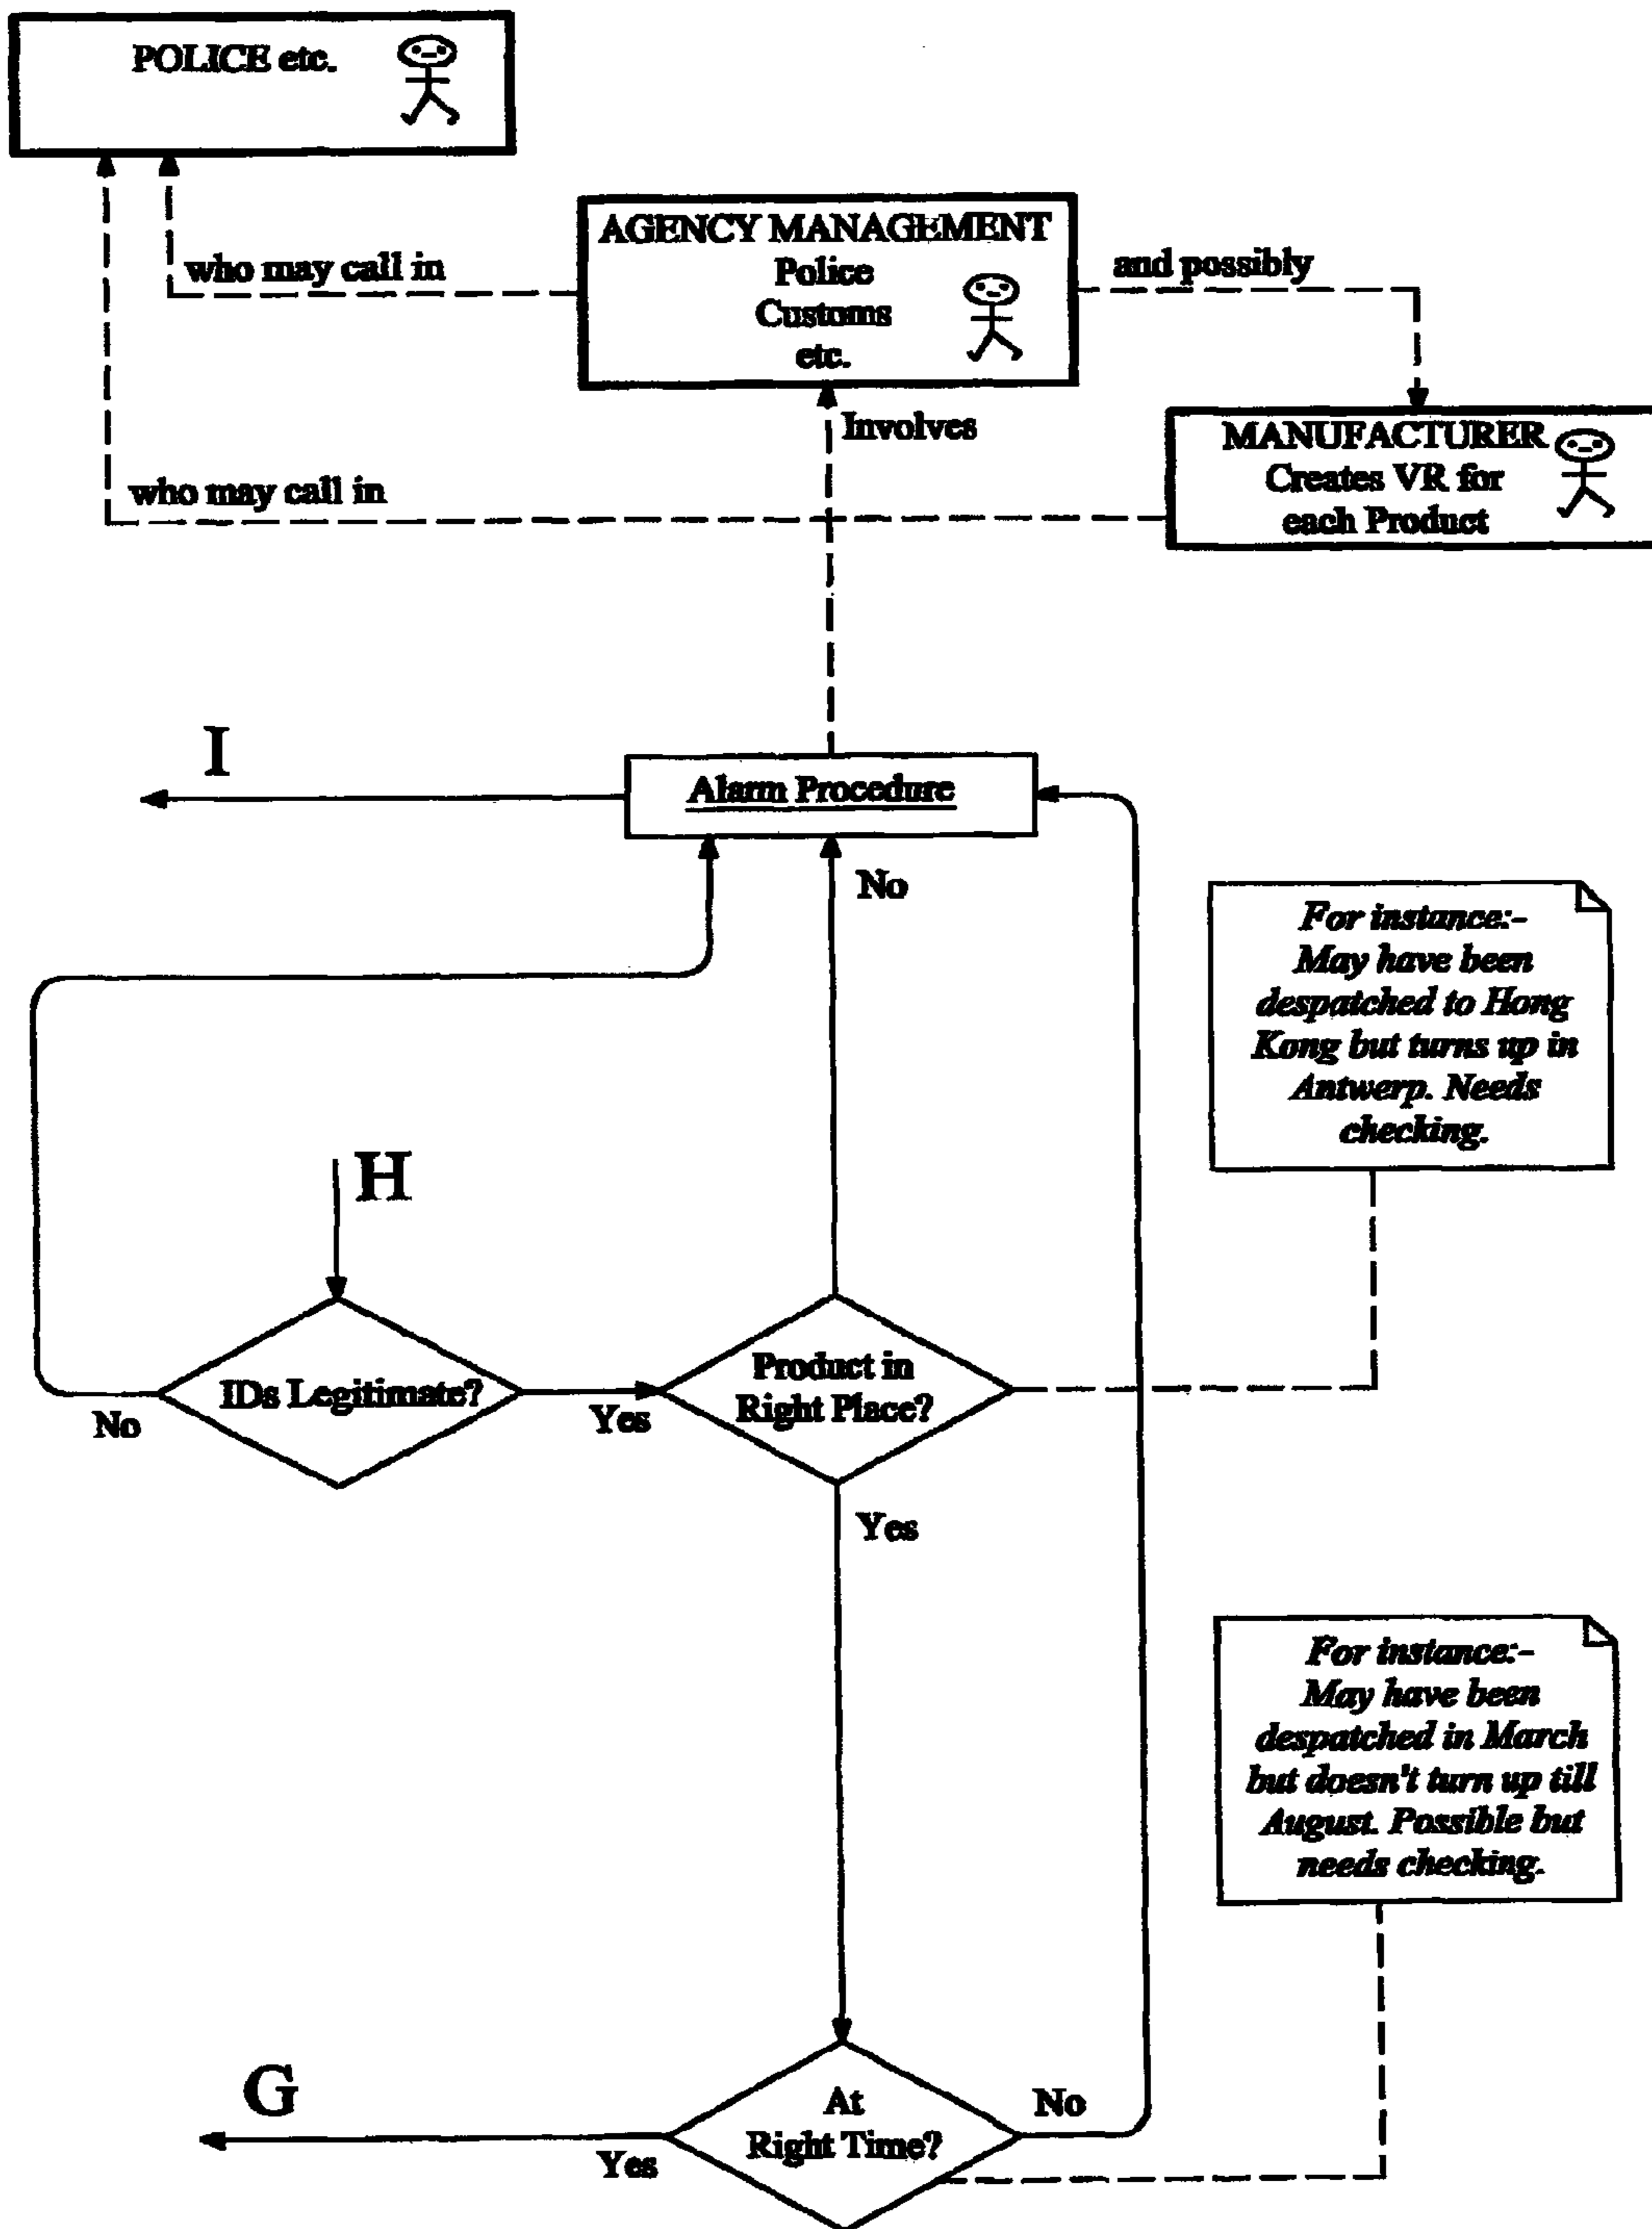 POLICE etc.
AGENCY MANAGEMENT
Police
Customs
etc.
who may call in
and possibly
Involves
MANUFACTURER
Creates VR for
each Product
who may call in
I
Alarm Procedure
No
For instance:-
May have been
despatched to Hong
Kong but turns up in
Antwerp. Needs
checking.
H
IDs Legitimate?
No
Yes
Product in
Right Place?
Yes
For instance:-
May have been
despatched in March
but doesn't turn up till
August. Possible but
needs checking.
G
Yes
At
Right Time?
No